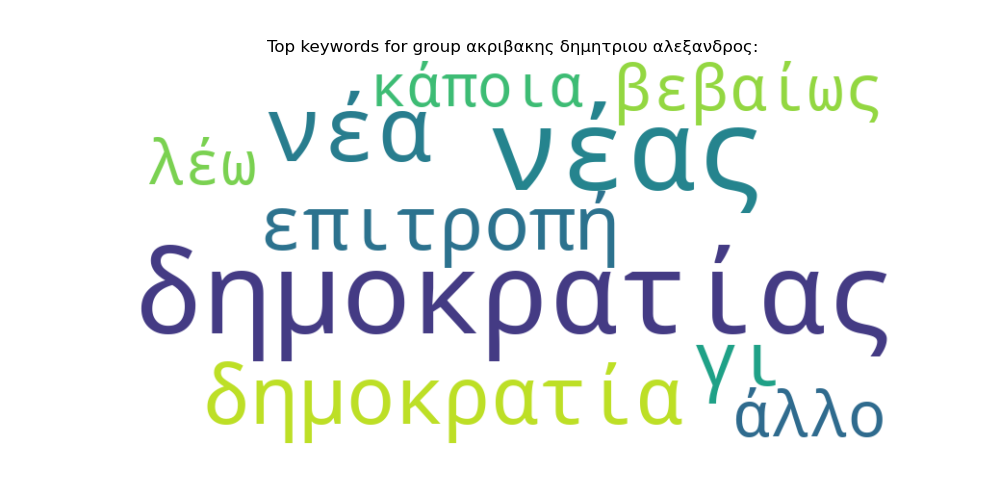 Top keywords for group ακριβακης δημητριου αλεξανδρος:
κάποια βεβαίως
λέω νέα νέας
επιτροπή
δημοκρατίας
δημοκρατία γι
άλλο